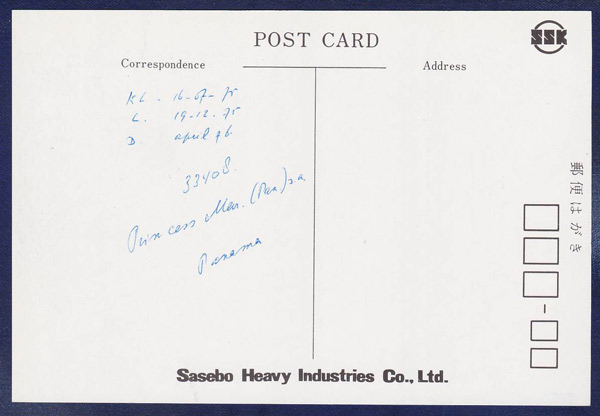 SSK
POST CARD
Correspondence
Address
KL. 16-07-75
L. 19-12-75
D. april 76.
33408.
Princess Mar. (Pan) s.a
Panama
郵便はがき
Sasebo Heavy Industries Co., Ltd.